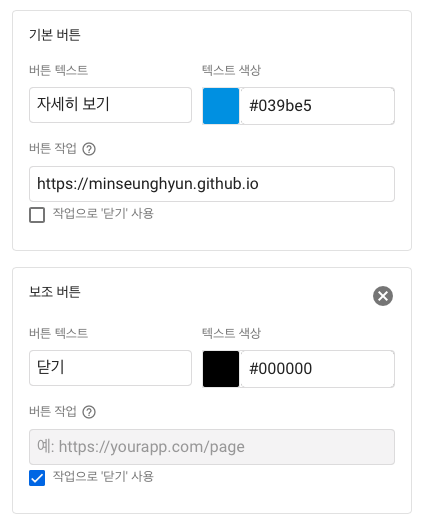 기본 버튼
버튼 텍스트 텍스트 색상
자세히 보기 #039be5
버튼 작업 ?
https://minseunghyun.github.io
작업으로 '닫기' 사용
보조 버튼
버튼 텍스트 텍스트 색상
닫기 #000000
버튼 작업 ?
예: https://yourapp.com/page
작업으로 '닫기' 사용